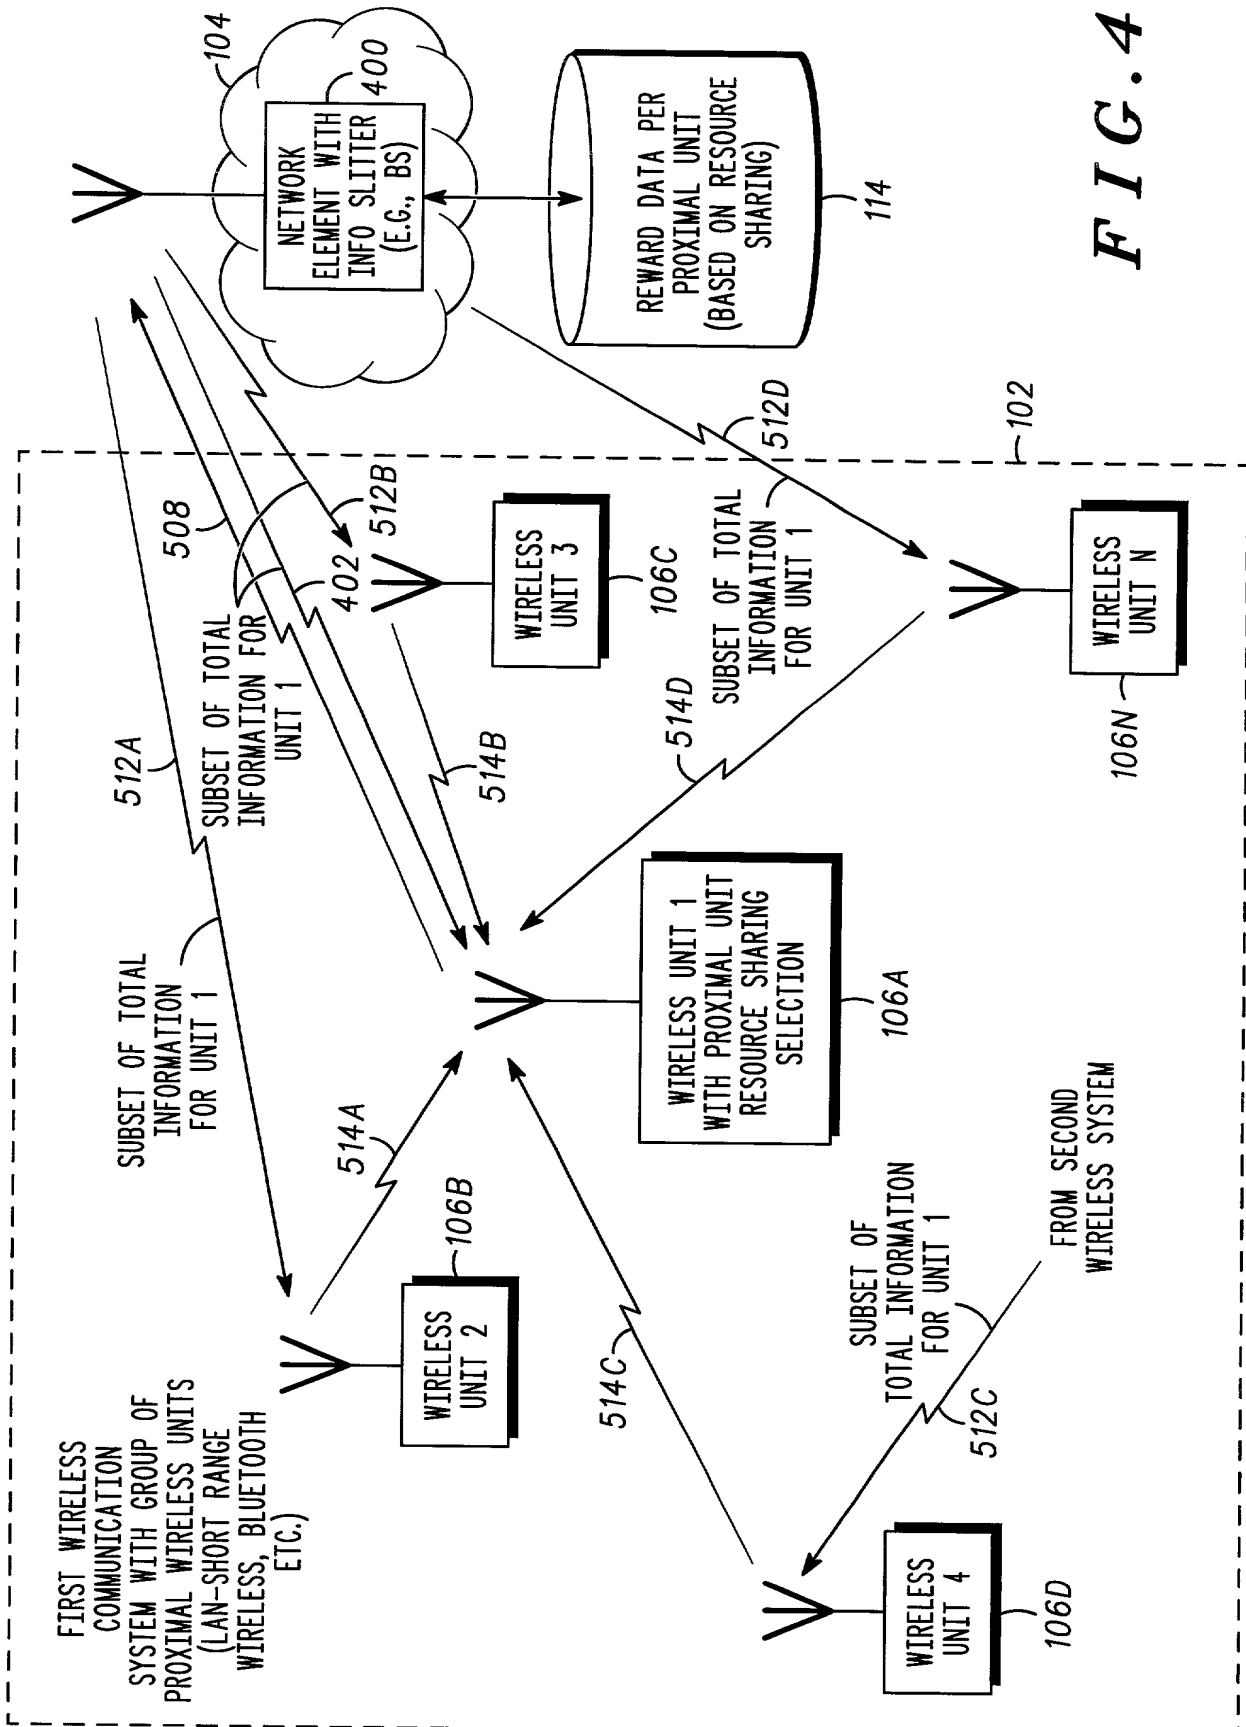 FIRST WIRELESS
COMMUNICATION
SYSTEM WITH GROUP OF
PROXIMAL WIRELESS UNITS
(LAN-SHORT RANGE
WIRELESS, BLUETOOTH
ETC.)
512A
508
104
NETWORK
ELEMENT WITH
INFO SLITTER
(E.G., BS)
400
SUBSET OF TOTAL
INFORMATION
FOR UNIT 1
SUBSET OF TOTAL
INFORMATION FOR
UNIT 1
402
512B
WIRELESS
UNIT 2
106B
514A
514B
WIRELESS
UNIT 3
106C
REWARD DATA PER
PROXIMAL UNIT
(BASED ON RESOURCE
SHARING)
114
WIRELESS UNIT 1
WITH PROXIMAL UNIT
RESOURCE SHARING
SELECTION
106A
514C
514D
SUBSET OF TOTAL
INFORMATION
FOR UNIT 1
512D
102
WIRELESS
UNIT 4
106D
SUBSET OF
TOTAL INFORMATION
FOR UNIT 1
512C
FROM SECOND
WIRELESS SYSTEM
WIRELESS
UNIT N
106N
FIG.4